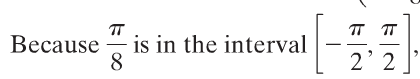 Because π/8 is in the interval [−π/2, π/2],